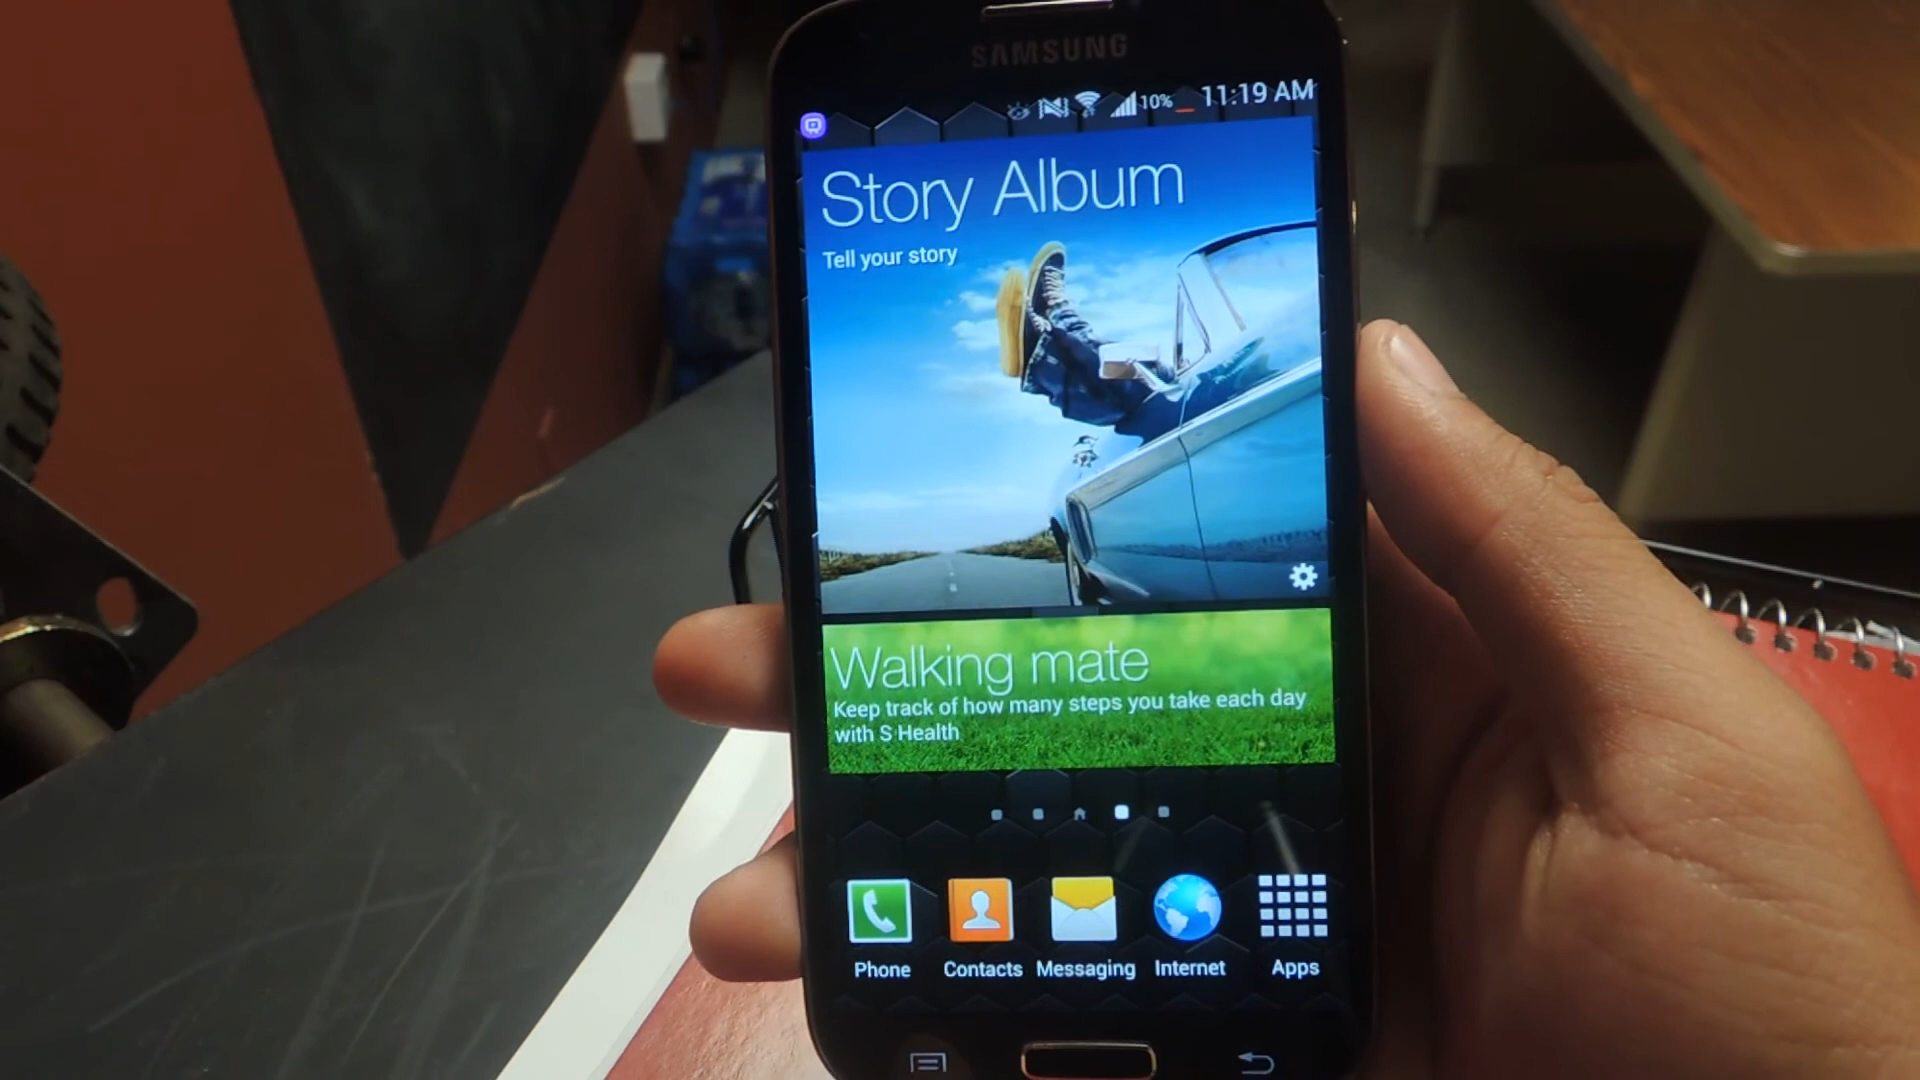 SAMSUNG
10% 11:19 AM
Story Album
Tell your story
Walking mate
Keep track of how many steps you take each day
with S Health
Phone Contacts Messaging Internet Apps